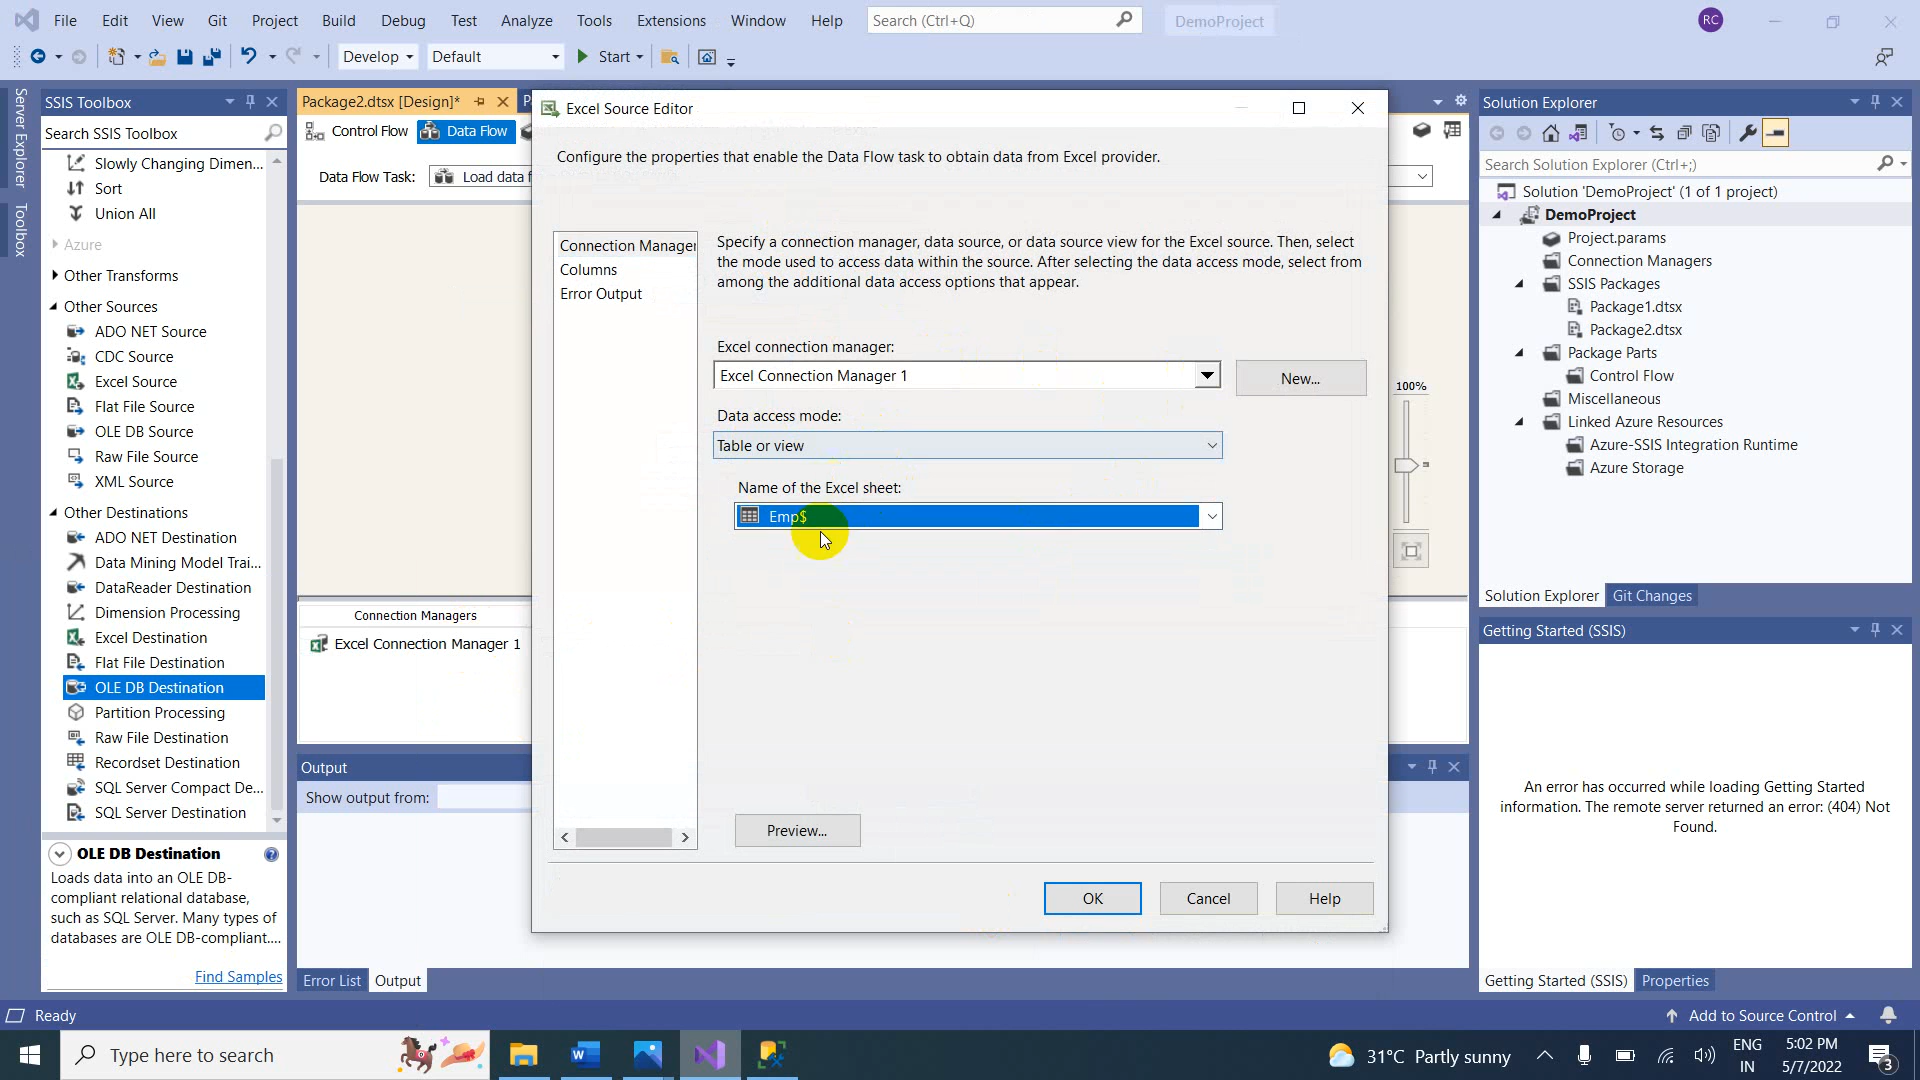 File Edit View Git Project Build Debug Test Analyze Tools Extensions Window Help Search (Ctrl+Q) DemoProject RC
Develop Default Start
Server Explorer
Toolbox
SSIS Toolbox
Search SSIS Toolbox
Slowly Changing Dimen...
Sort
Union All
Azure
Other Transforms
Other Sources
ADO NET Source
CDC Source
Excel Source
Flat File Source
OLE DB Source
Raw File Source
XML Source
Other Destinations
ADO NET Destination
Data Mining Model Trai...
DataReader Destination
Dimension Processing
Excel Destination
Flat File Destination
OLE DB Destination
Partition Processing
Raw File Destination
Recordset Destination
SQL Server Compact De...
SQL Server Destination
OLE DB Destination
Loads data into an OLE DB-
compliant relational database,
such as SQL Server. Many types of
databases are OLE DB-compliant....
Find Samples
Package2.dtsx [Design]*
Control Flow Data Flow
Data Flow Task: Load data f
100%
Connection Managers
Excel Connection Manager 1
Output
Show output from:
Error List Output
Excel Source Editor
Configure the properties that enable the Data Flow task to obtain data from Excel provider.
Connection Manager
Columns
Error Output
Specify a connection manager, data source, or data source view for the Excel source. Then, select
the mode used to access data within the source. After selecting the data access mode, select from
among the additional data access options that appear.
Excel connection manager:
Excel Connection Manager 1
New...
Data access mode:
Table or view
Name of the Excel sheet:
Emp$
Preview...
OK Cancel Help
Solution Explorer
Search Solution Explorer (Ctrl+;)
Solution 'DemoProject' (1 of 1 project)
DemoProject
Project.params
Connection Managers
SSIS Packages
Package1.dtsx
Package2.dtsx
Package Parts
Control Flow
Miscellaneous
Linked Azure Resources
Azure-SSIS Integration Runtime
Azure Storage
Solution Explorer Git Changes
Getting Started (SSIS)
An error has occurred while loading Getting Started
information. The remote server returned an error: (404) Not
Found.
Getting Started (SSIS) Properties
Ready Add to Source Control
Type here to search
31°C Partly sunny
ENG
IN
5:02 PM
5/7/2022
3